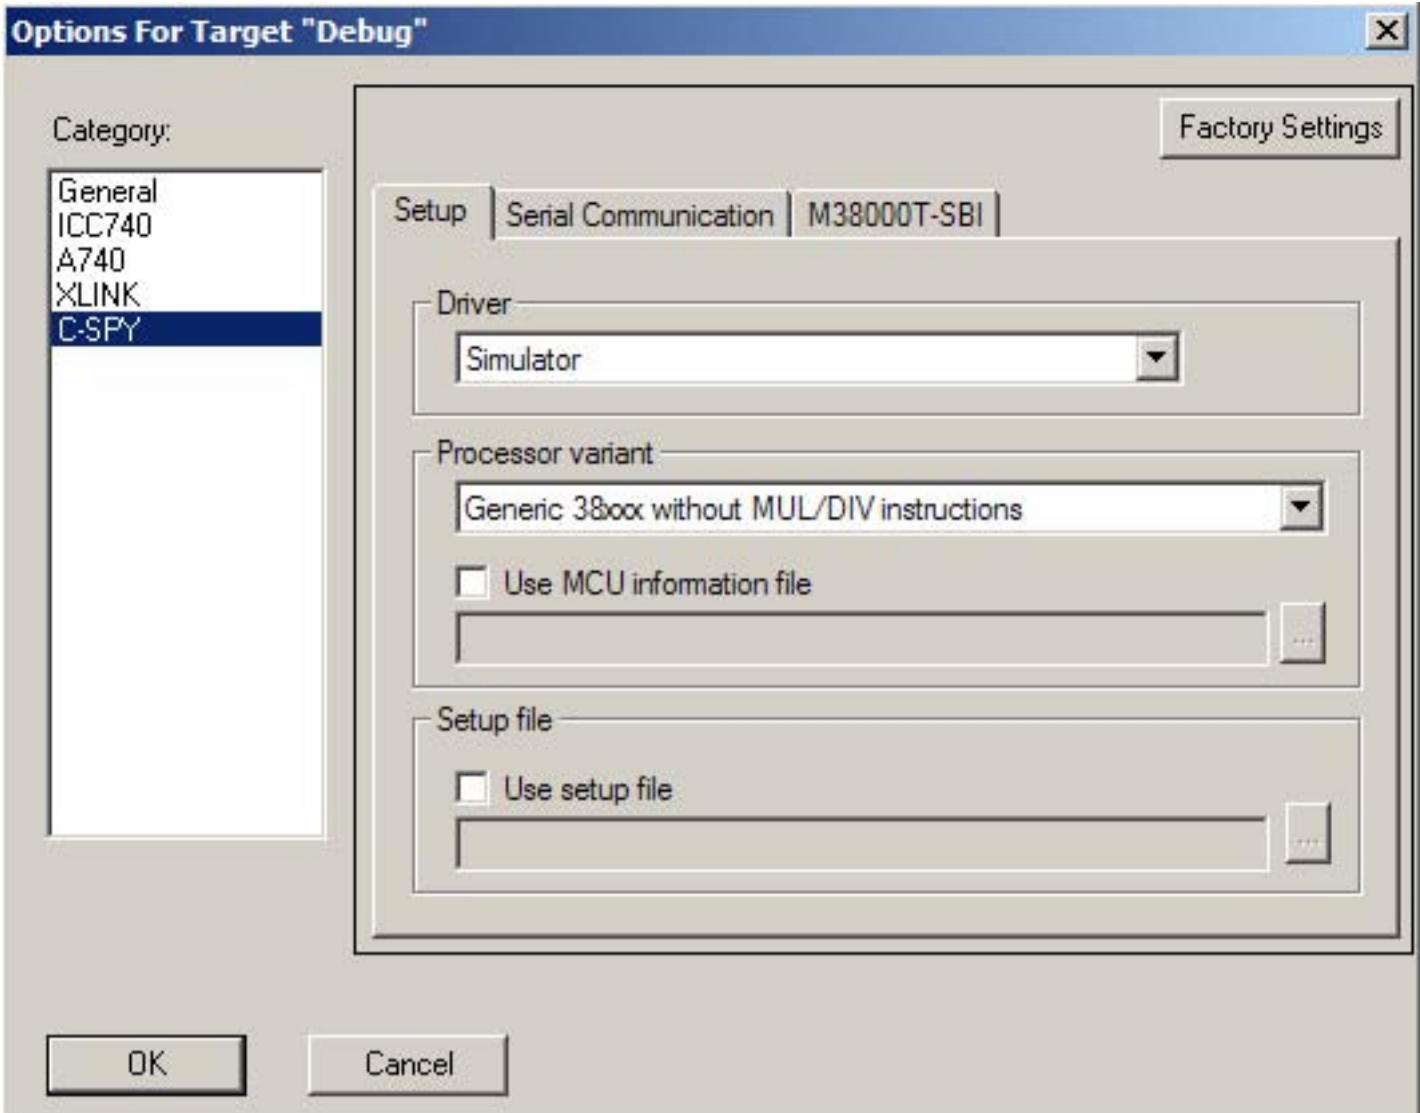 Options For Target "Debug"
Category:
General
ICC740
A740
XLINK
C-SPY
Factory Settings
Setup
Serial Communication
M38000T-SBI
Driver
Simulator
Processor variant
Generic 38xxx without MUL/DIV instructions
Use MCU information file
...
Setup file
Use setup file
...
OK
Cancel